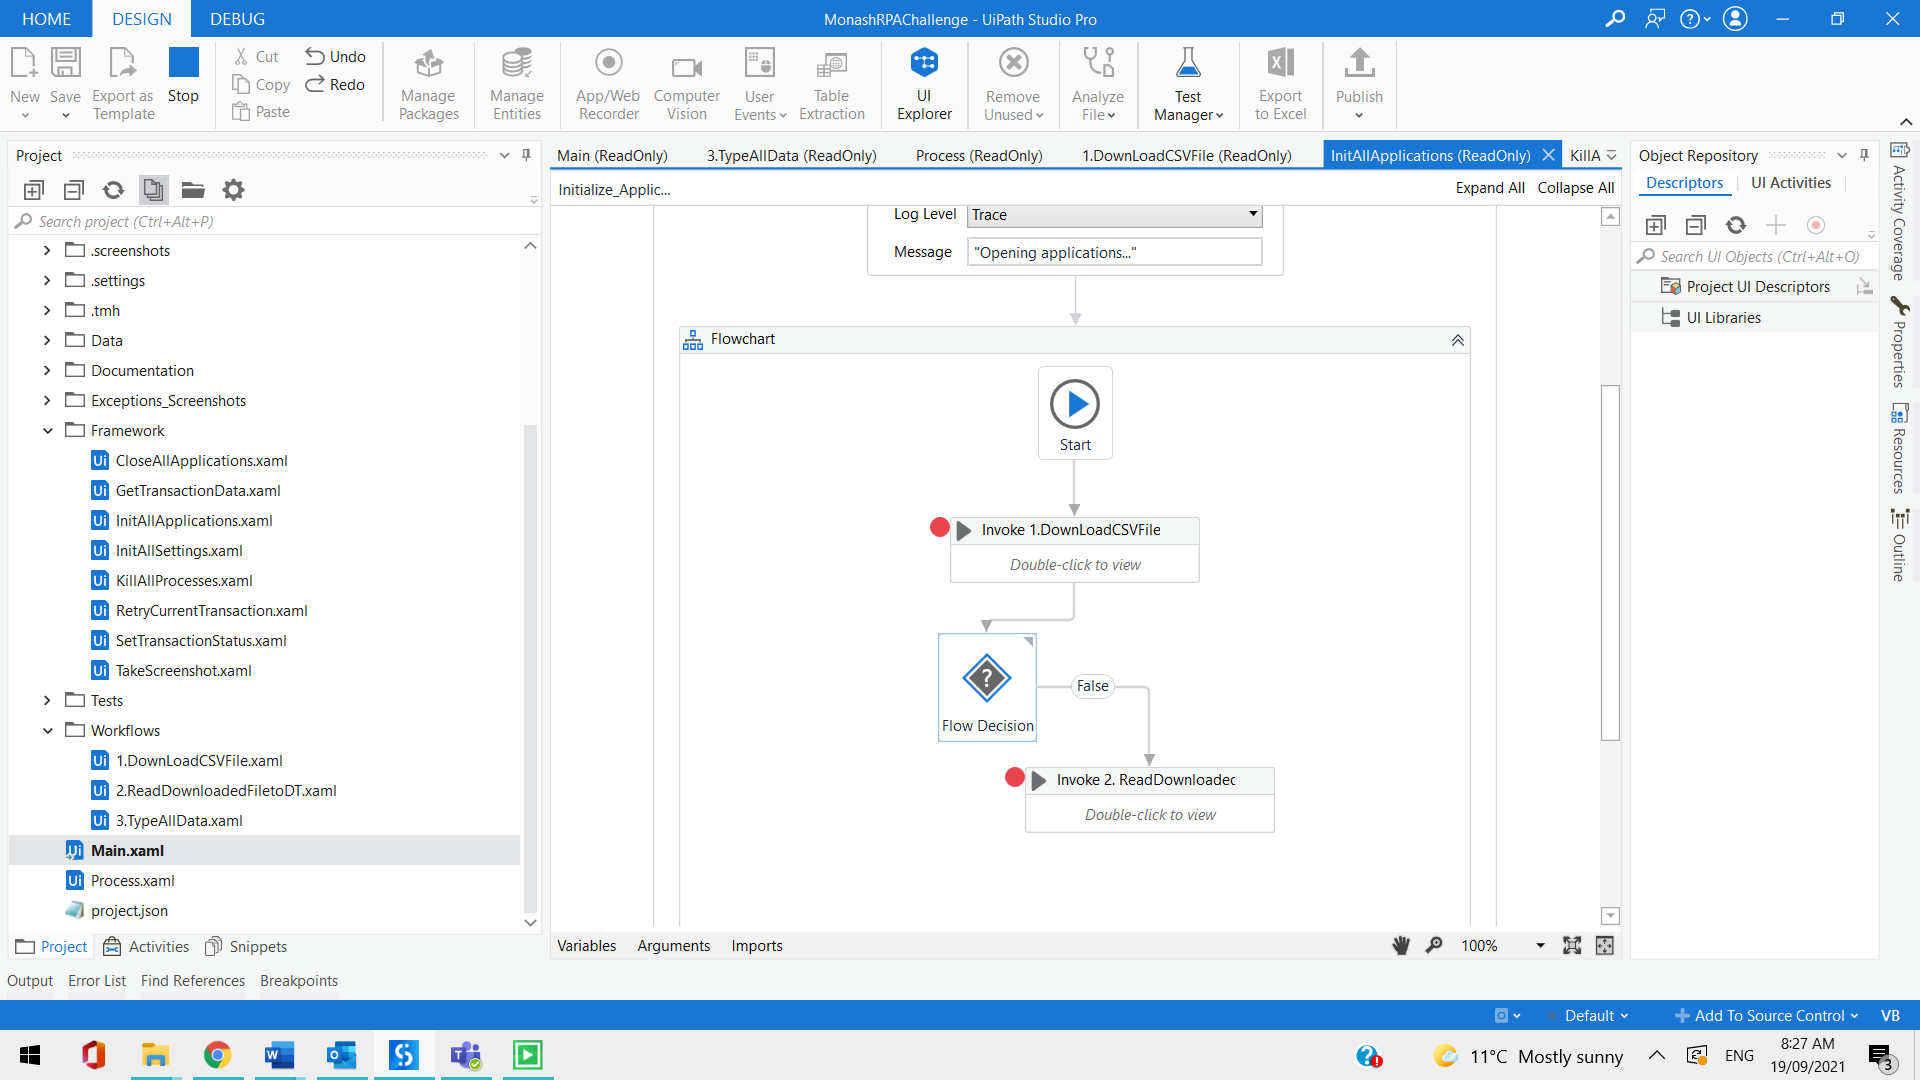 HOME DESIGN DEBUG MonashRPAChallenge - UiPath Studio Pro
New Save Export as Template Stop
Cut Copy Paste Undo Redo
Manage Packages
Manage Entities
App/Web Recorder
Computer Vision
User Events
Table Extraction
UI Explorer
Remove Unused
Analyze File
Test Manager
Export to Excel
Publish
Project
Search project (Ctrl+Alt+P)
.screenshots
.settings
.tmh
Data
Documentation
Exceptions_Screenshots
Framework
CloseAllApplications.xaml
GetTransactionData.xaml
InitAllApplications.xaml
InitAllSettings.xaml
KillAllProcesses.xaml
RetryCurrentTransaction.xaml
SetTransactionStatus.xaml
TakeScreenshot.xaml
Tests
Workflows
1.DownLoadCSVFile.xaml
2.ReadDownloadedFiletoDT.xaml
3.TypeAllData.xaml
Main.xaml
Process.xaml
project.json
Project Activities Snippets
Main (ReadOnly) 3.TypeAllData (ReadOnly) Process (ReadOnly) 1.DownLoadCSVFile (ReadOnly) InitAllApplications (ReadOnly) KillA
Initialize_Applic... Expand All Collapse All
Log Level Trace
Message "Opening applications..."
Flowchart
Start
Invoke 1.DownLoadCSVFile
Double-click to view
Flow Decision
False
Invoke 2. ReadDownloadec
Double-click to view
Variables Arguments Imports 100%
Object Repository
Descriptors UI Activities
Search UI Objects (Ctrl+Alt+O)
Project UI Descriptors
UI Libraries
Activity Coverage
Properties
Resources
Outline
Output Error List Find References Breakpoints
Default Add To Source Control VB
11°C Mostly sunny ENG 8:27 AM
19/09/2021
3